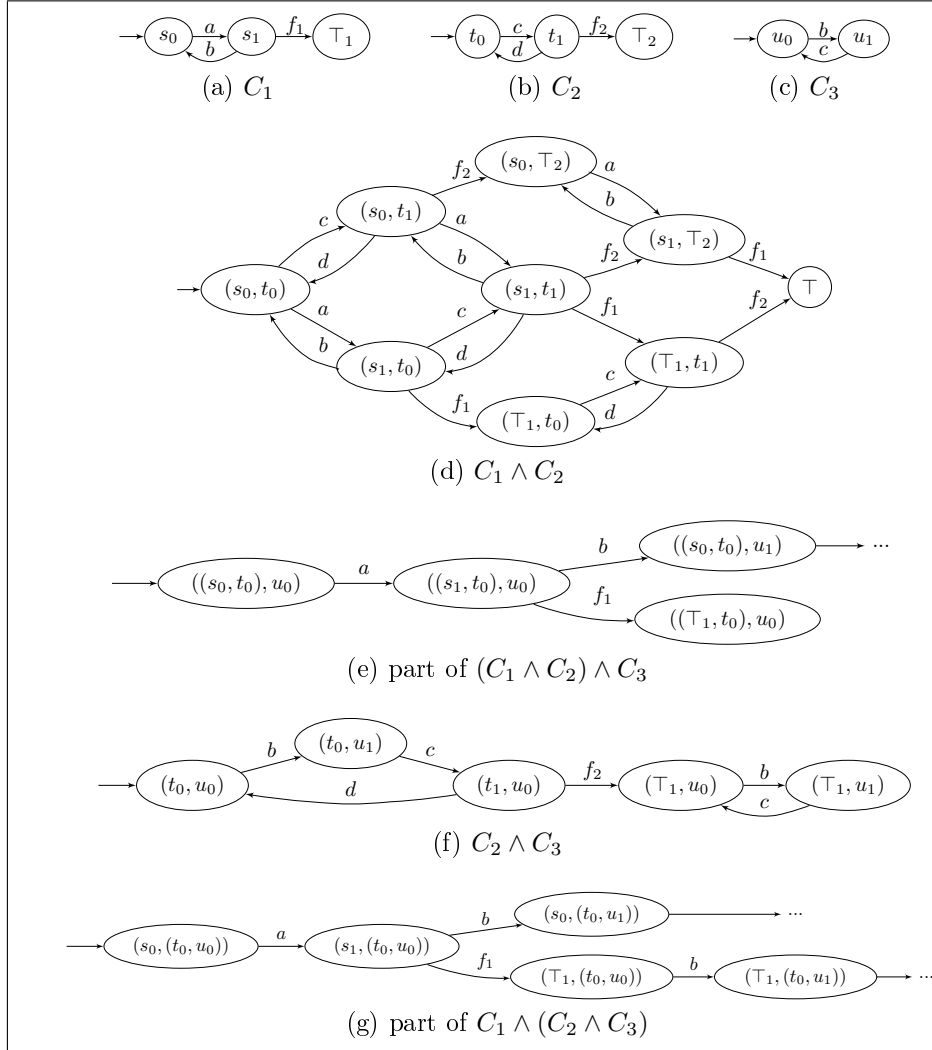 s₀ a b s₁ f₁ ⊤₁
t₀ c d t₁ f₂ ⊤₂
u₀ b c u₁
(a) C₁
(b) C₂
(c) C₃
(s₀, ⊤₂)
f₂ a
(s₀, t₁) b
c a (s₁, ⊤₂)
d b f₂ f₁
(s₀, t₀) (s₁, t₁) ⊤
a c f₁ f₂
b d
(s₁, t₀) (⊤₁, t₁)
f₁ c d
(⊤₁, t₀)
(d) C₁ ∧ C₂
((s₀, t₀), u₀) a ((s₁, t₀), u₀) b ((s₀, t₀), u₁) ...
f₁ ((⊤₁, t₀), u₀)
(e) part of (C₁ ∧ C₂) ∧ C₃
(t₀, u₁)
b c
(t₀, u₀) d (t₁, u₀) f₂ (⊤₁, u₀) b c (⊤₁, u₁)
(f) C₂ ∧ C₃
(s₀, (t₀, u₀)) a (s₁, (t₀, u₀)) b (s₀, (t₀, u₁)) ...
f₁ (⊤₁, (t₀, u₀)) b (⊤₁, (t₀, u₁)) ...
(g) part of C₁ ∧ (C₂ ∧ C₃)